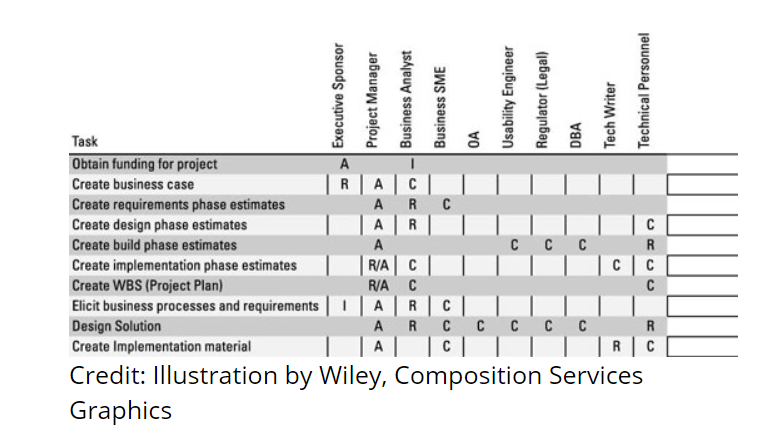 Task Executive Sponsor Project Manager Business Analyst Business SME OA Usability Engineer Regulator (Legal) DBA Tech Writer Technical Personnel
Obtain funding for project A I
Create business case R A C
Create requirements phase estimates A R C
Create design phase estimates A R C
Create build phase estimates A C C C R
Create implementation phase estimates R/A C C C
Create WBS (Project Plan) R/A C C
Elicit business processes and requirements I A R C
Design Solution A R C C C C C R
Create Implementation material A C R C
Credit: Illustration by Wiley, Composition Services
Graphics